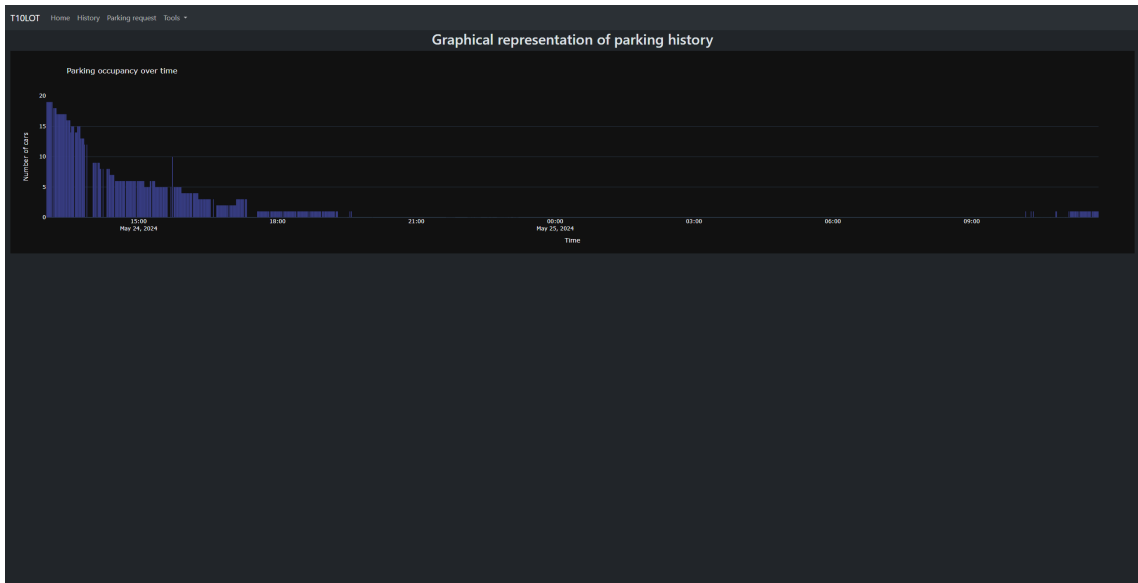 T10LOT Home History Parking request Tools
Graphical representation of parking history
Parking occupancy over time
Number of cars
20
15
10
5
0
15:00 18:00 21:00 00:00 03:00 06:00 09:00
May 24, 2024 May 25, 2024
Time